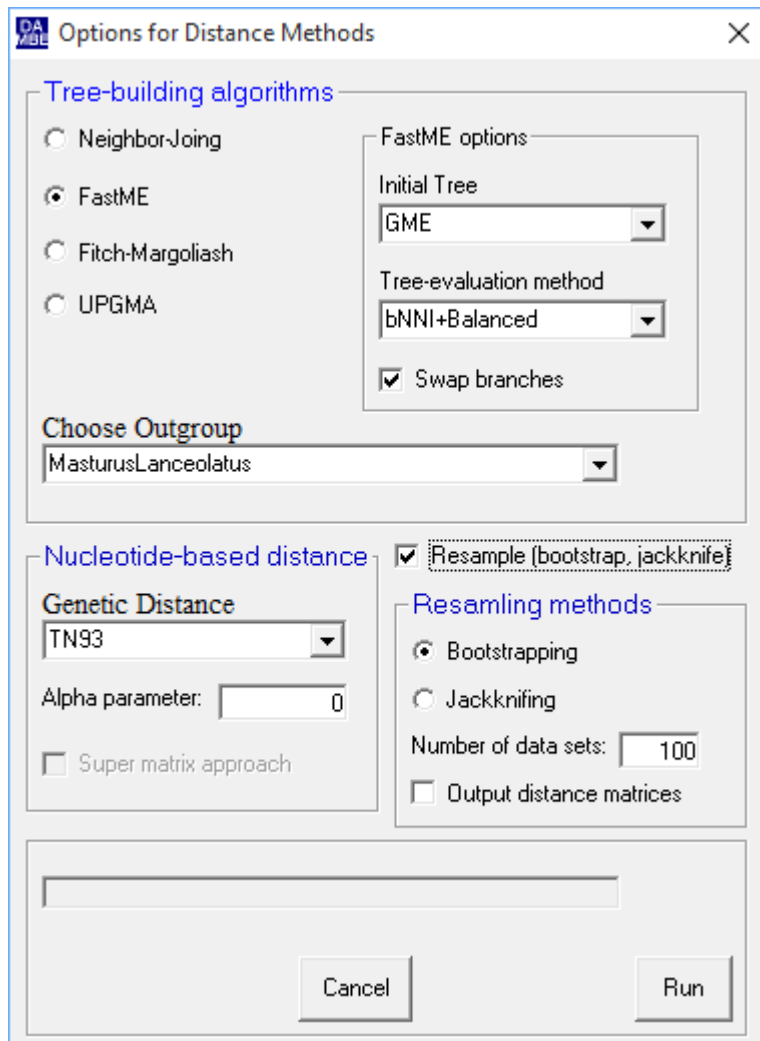 DA
MBE
Options for Distance Methods
Tree-building algorithms
Neighbor-Joing
FastME
Fitch-Margoliash
UPGMA
FastME options
Initial Tree
GME
Tree-evaluation method
bNNI+Balanced
Swap branches
Choose Outgroup
MasturusLanceolatus
Nucleotide-based distance
Genetic Distance
TN93
Alpha parameter: 0
Super matrix approach
Resample (bootstrap, jackknife)
Resamling methods
Bootstrapping
Jackknifing
Number of data sets: 100
Output distance matrices
Cancel
Run